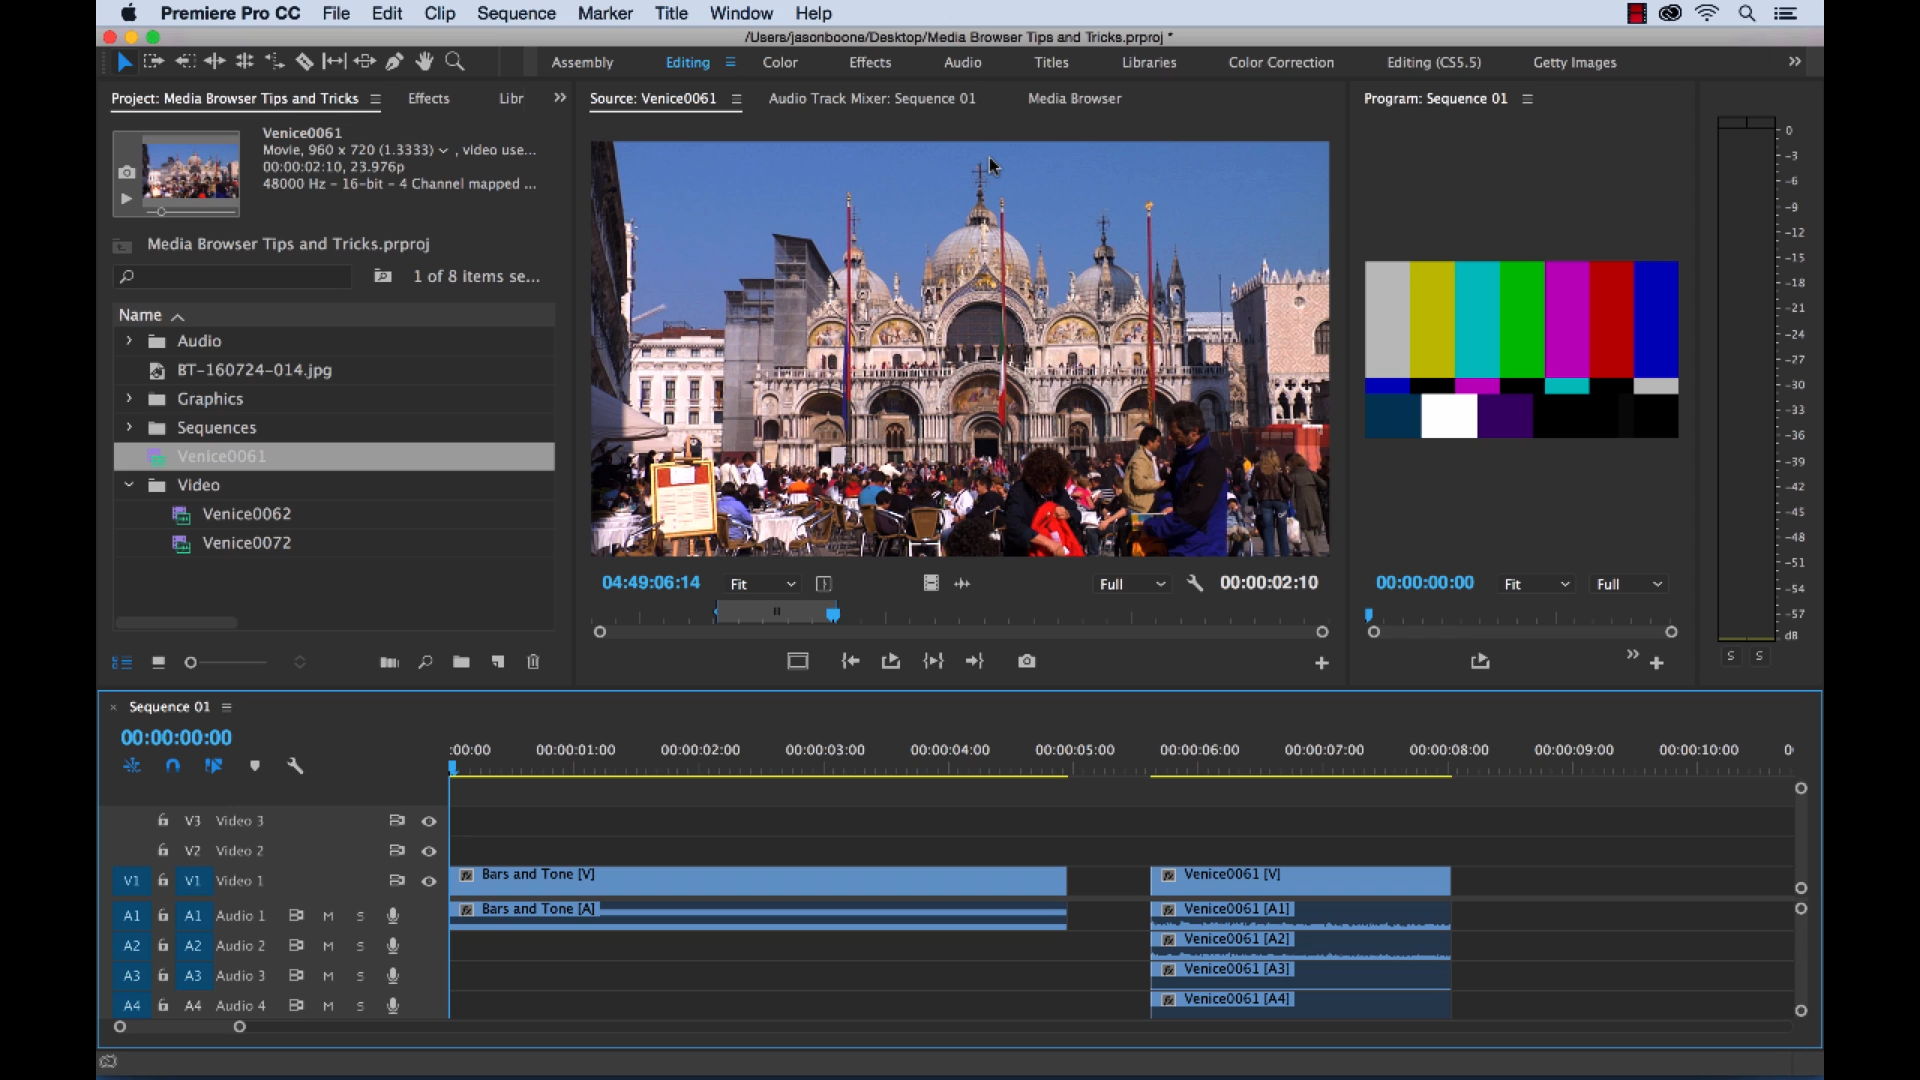 Premiere Pro CC File Edit Clip Sequence Marker Title Window Help
/Users/jasonboone/Desktop/Media Browser Tips and Tricks.prproj *
Assembly Editing Color Effects Audio Titles Libraries Color Correction Editing (CS5.5) Getty Images
Project: Media Browser Tips and Tricks Effects Libr
Source: Venice0061 Audio Track Mixer: Sequence 01 Media Browser
Program: Sequence 01
Venice0061
Movie, 960 x 720 (1.3333) , video use...
00:00:02:10, 23.976p
48000 Hz - 16-bit - 4 Channel mapped ...
Media Browser Tips and Tricks.prproj
1 of 8 items se...
Name
Audio
BT-160724-014.jpg
Graphics
Sequences
Venice0061
Video
Venice0062
Venice0072
04:49:06:14 Fit Full 00:00:02:10
00:00:00:00 Fit Full
0
-3
-6
-9
-12
-15
-18
-21
-24
-27
-30
-33
-36
-39
-42
-45
-48
-51
-54
-57
dB
S S
Sequence 01
00:00:00:00
:00:00 00:00:01:00 00:00:02:00 00:00:03:00 00:00:04:00 00:00:05:00 00:00:06:00 00:00:07:00 00:00:08:00 00:00:09:00 00:00:10:00 0
V3 Video 3
V2 Video 2
V1 V1 Video 1 fx Bars and Tone [V] fx Venice0061 [V]
A1 A1 Audio 1 M S fx Bars and Tone [A] fx Venice0061 [A1]
A2 A2 Audio 2 M S fx Venice0061 [A2]
A3 A3 Audio 3 M S fx Venice0061 [A3]
A4 A4 Audio 4 M S fx Venice0061 [A4]